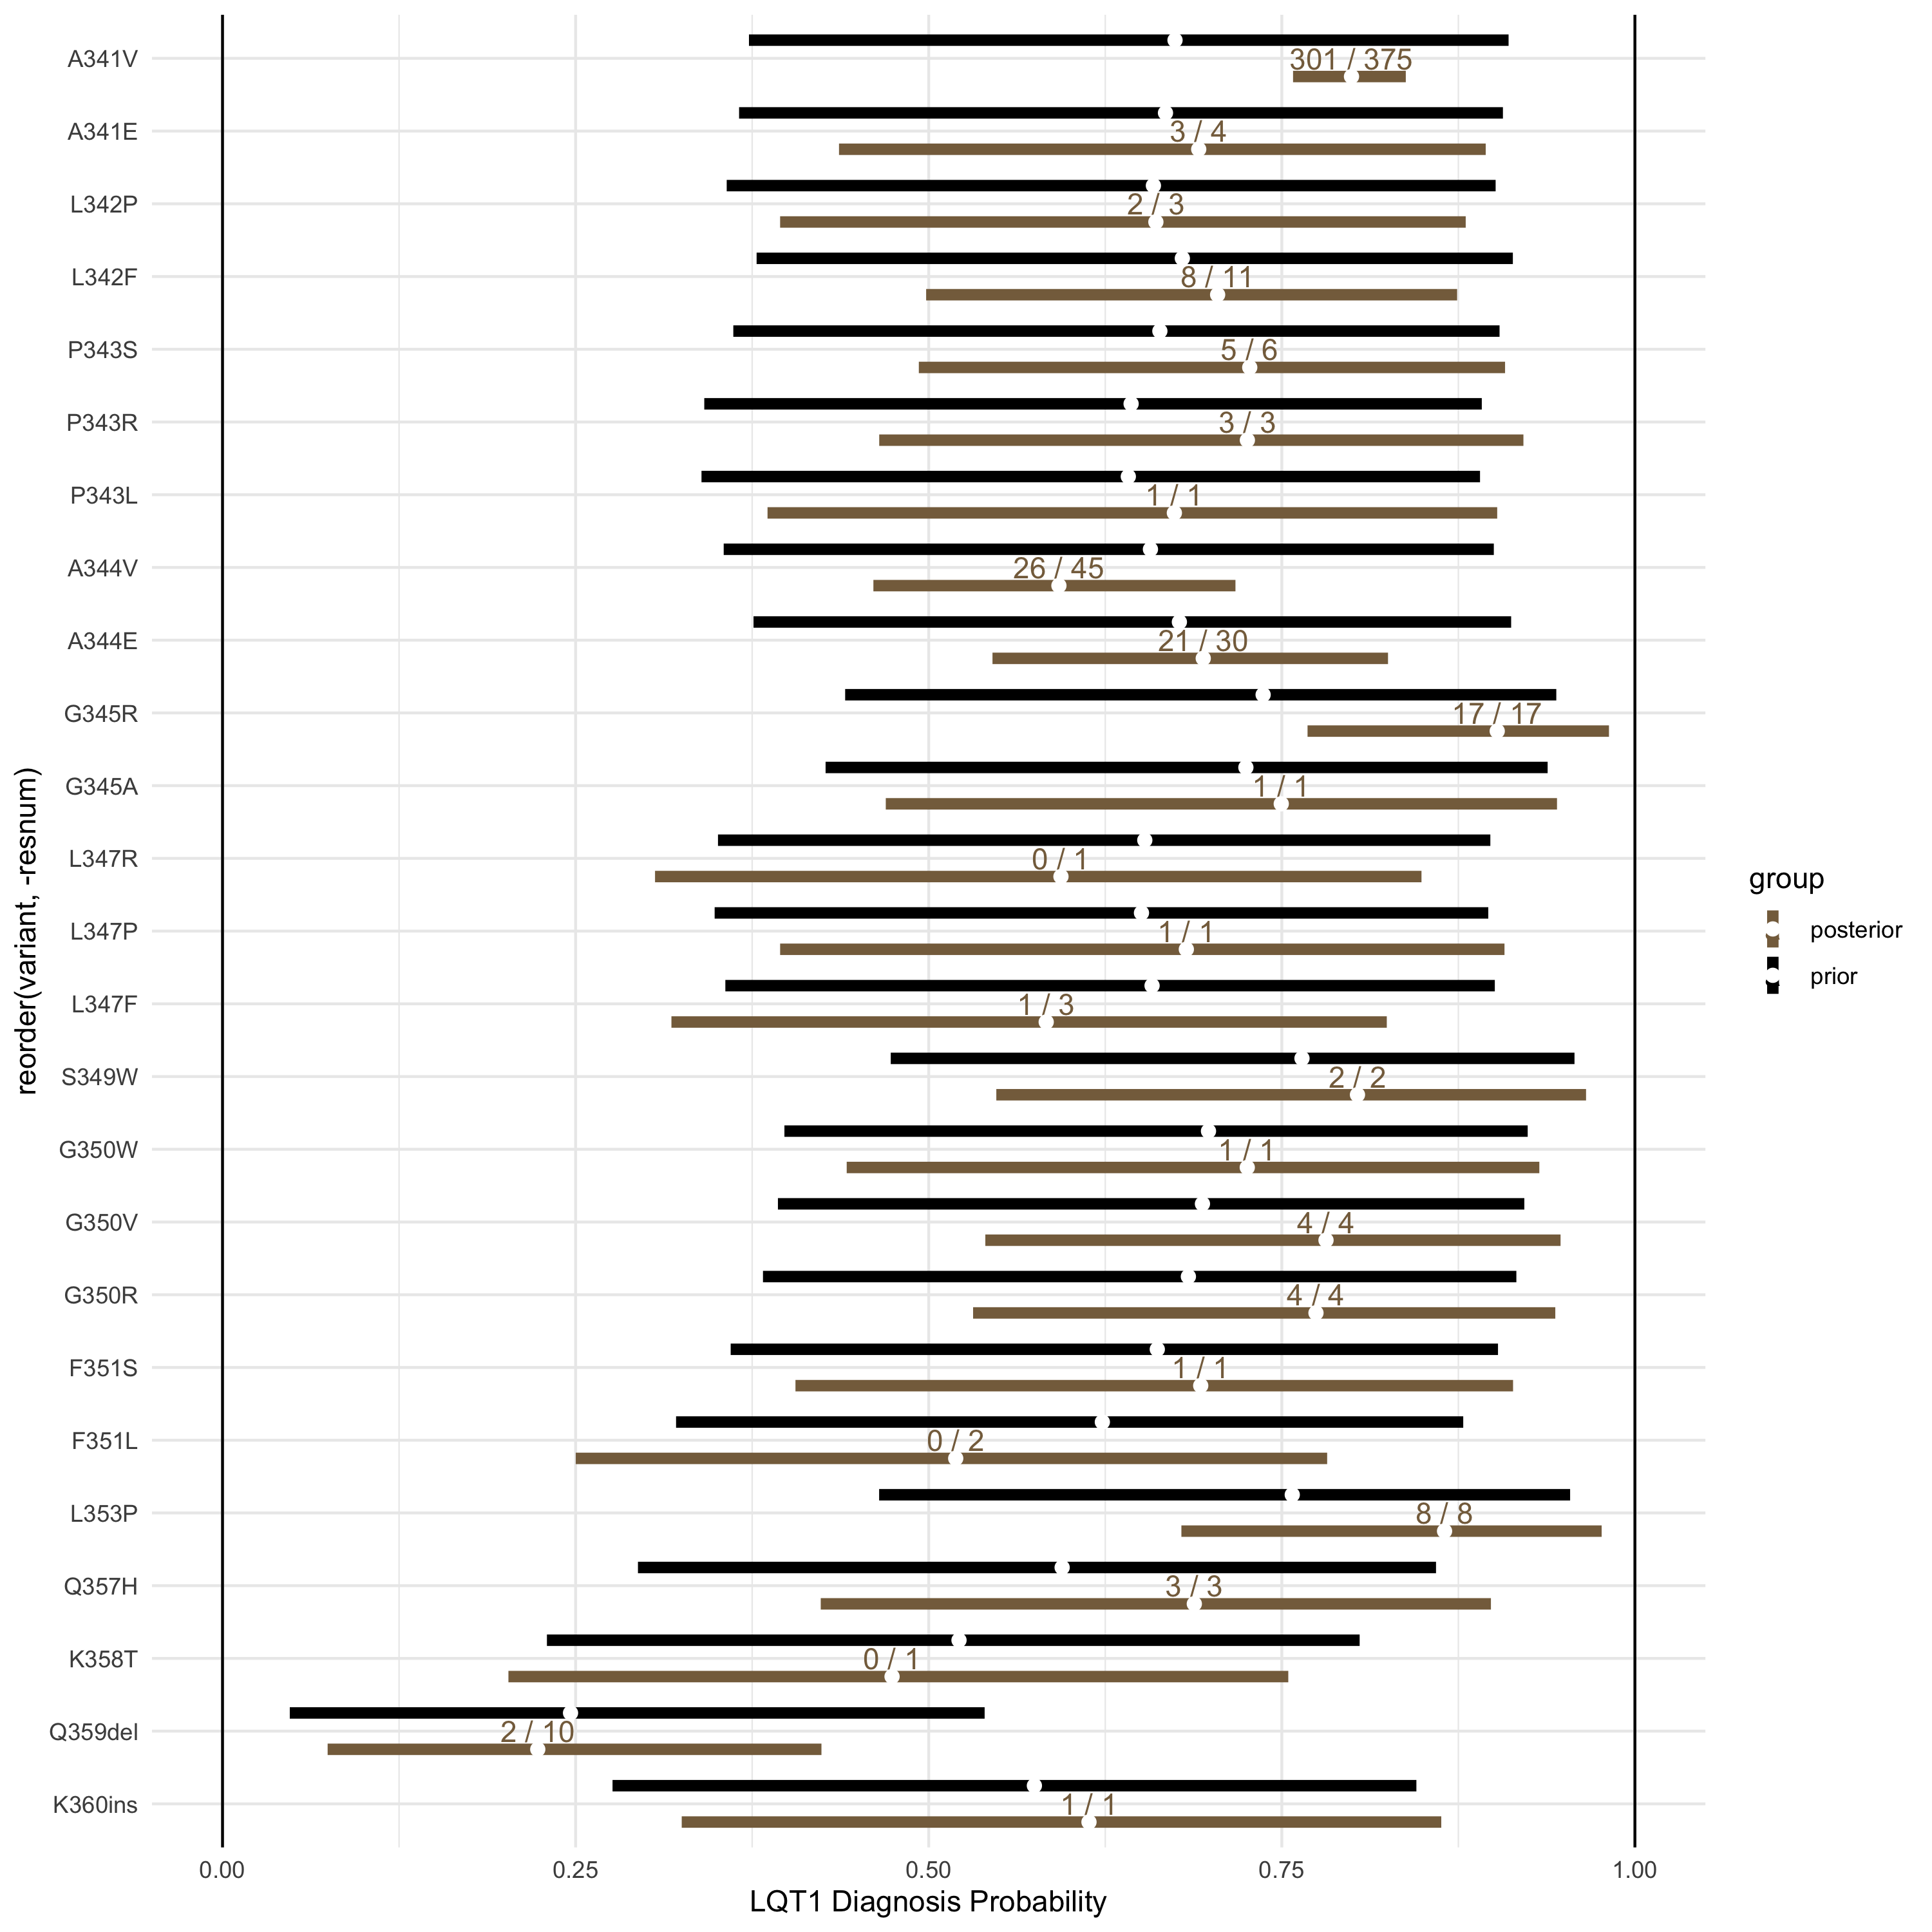 A341V
301 / 375
A341E
3 / 4
L342P
2 / 3
L342F
8 / 11
P343S
5 / 6
P343R
3 / 3
P343L
1 / 1
A344V
26 / 45
A344E
21 / 30
G345R
17 / 17
G345A
1 / 1
L347R
0 / 1
L347P
1 / 1
L347F
1 / 3
S349W
2 / 2
G350W
1 / 1
G350V
4 / 4
G350R
4 / 4
F351S
1 / 1
F351L
0 / 2
L353P
8 / 8
Q357H
3 / 3
K358T
0 / 1
Q359del
2 / 10
K360ins
1 / 1
0.00 0.25 0.50 0.75 1.00
LQT1 Diagnosis Probability
reorder(variant, -resnum)
group
posterior
prior